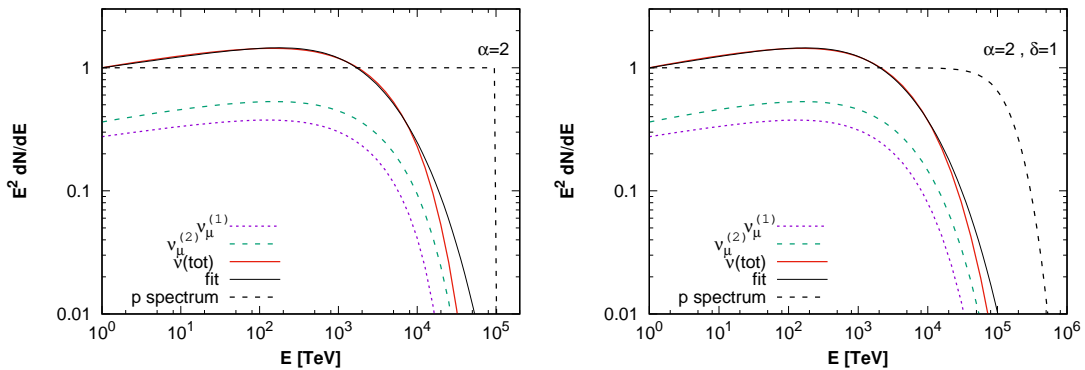 α=2
E² dN/dE
1
0.1
0.01
νμ(1)
νμ(2)
ν(tot)
fit
p spectrum
10⁰ 10¹ 10² 10³ 10⁴ 10⁵
E [TeV]
α=2 , δ=1
E² dN/dE
1
0.1
0.01
νμ(1)
νμ(2)
ν(tot)
fit
p spectrum
10⁰ 10¹ 10² 10³ 10⁴ 10⁵ 10⁶
E [TeV]